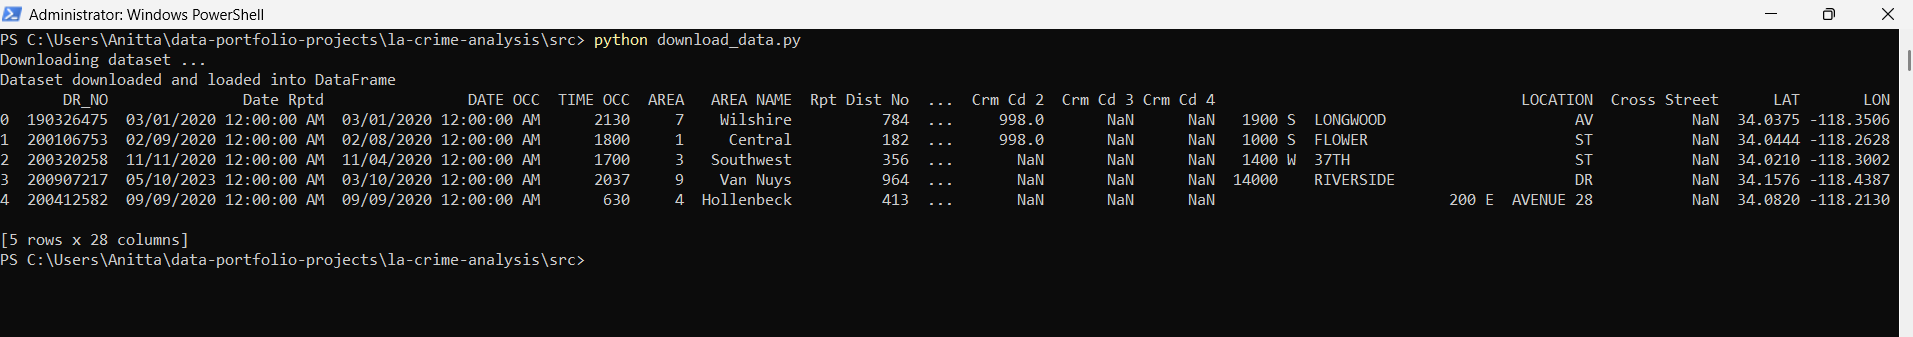 Administrator: Windows PowerShell
PS C:\Users\Anitta\data-portfolio-projects\la-crime-analysis\src> python download_data.py
Downloading dataset ...
Dataset downloaded and loaded into DataFrame
       DR_NO               Date Rptd                DATE OCC  TIME OCC  AREA   AREA NAME  Rpt Dist No  ...  Crm Cd 2  Crm Cd 3 Crm Cd 4                                  LOCATION  Cross Street      LAT       LON
0  190326475  03/01/2020 12:00:00 AM  03/01/2020 12:00:00 AM      2130     7    Wilshire          784  ...     998.0       NaN      NaN   1900 S  LONGWOOD                     AV           NaN  34.0375 -118.3506
1  200106753  02/09/2020 12:00:00 AM  02/08/2020 12:00:00 AM      1800     1     Central          182  ...     998.0       NaN      NaN   1000 S  FLOWER                       ST           NaN  34.0444 -118.2628
2  200320258  11/11/2020 12:00:00 AM  11/04/2020 12:00:00 AM      1700     3   Southwest          356  ...       NaN       NaN      NaN   1400 W  37TH                         ST           NaN  34.0210 -118.3002
3  200907217  05/10/2023 12:00:00 AM  03/10/2020 12:00:00 AM      2037     9    Van Nuys          964  ...       NaN       NaN      NaN  14000    RIVERSIDE                    DR           NaN  34.1576 -118.4387
4  200412582  09/09/2020 12:00:00 AM  09/09/2020 12:00:00 AM       630     4  Hollenbeck          413  ...       NaN       NaN      NaN                          200 E  AVENUE 28           NaN  34.0820 -118.2130
[5 rows x 28 columns]
PS C:\Users\Anitta\data-portfolio-projects\la-crime-analysis\src>